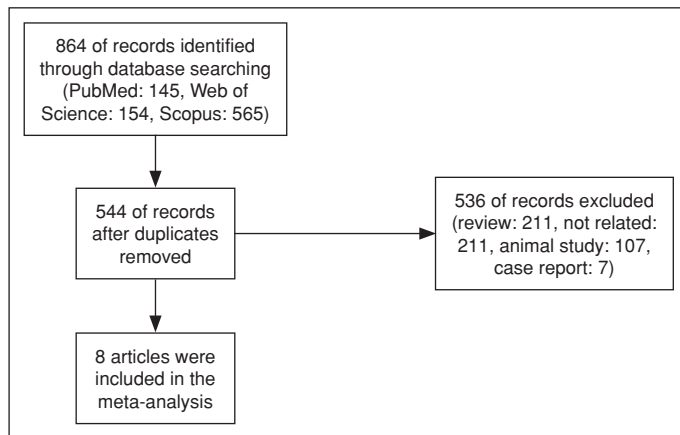 864 of records identified
through database searching
(PubMed: 145, Web of
Science: 154, Scopus: 565)
544 of records
after duplicates
removed
536 of records excluded
(review: 211, not related:
211, animal study: 107,
case report: 7)
8 articles were
included in the
meta-analysis